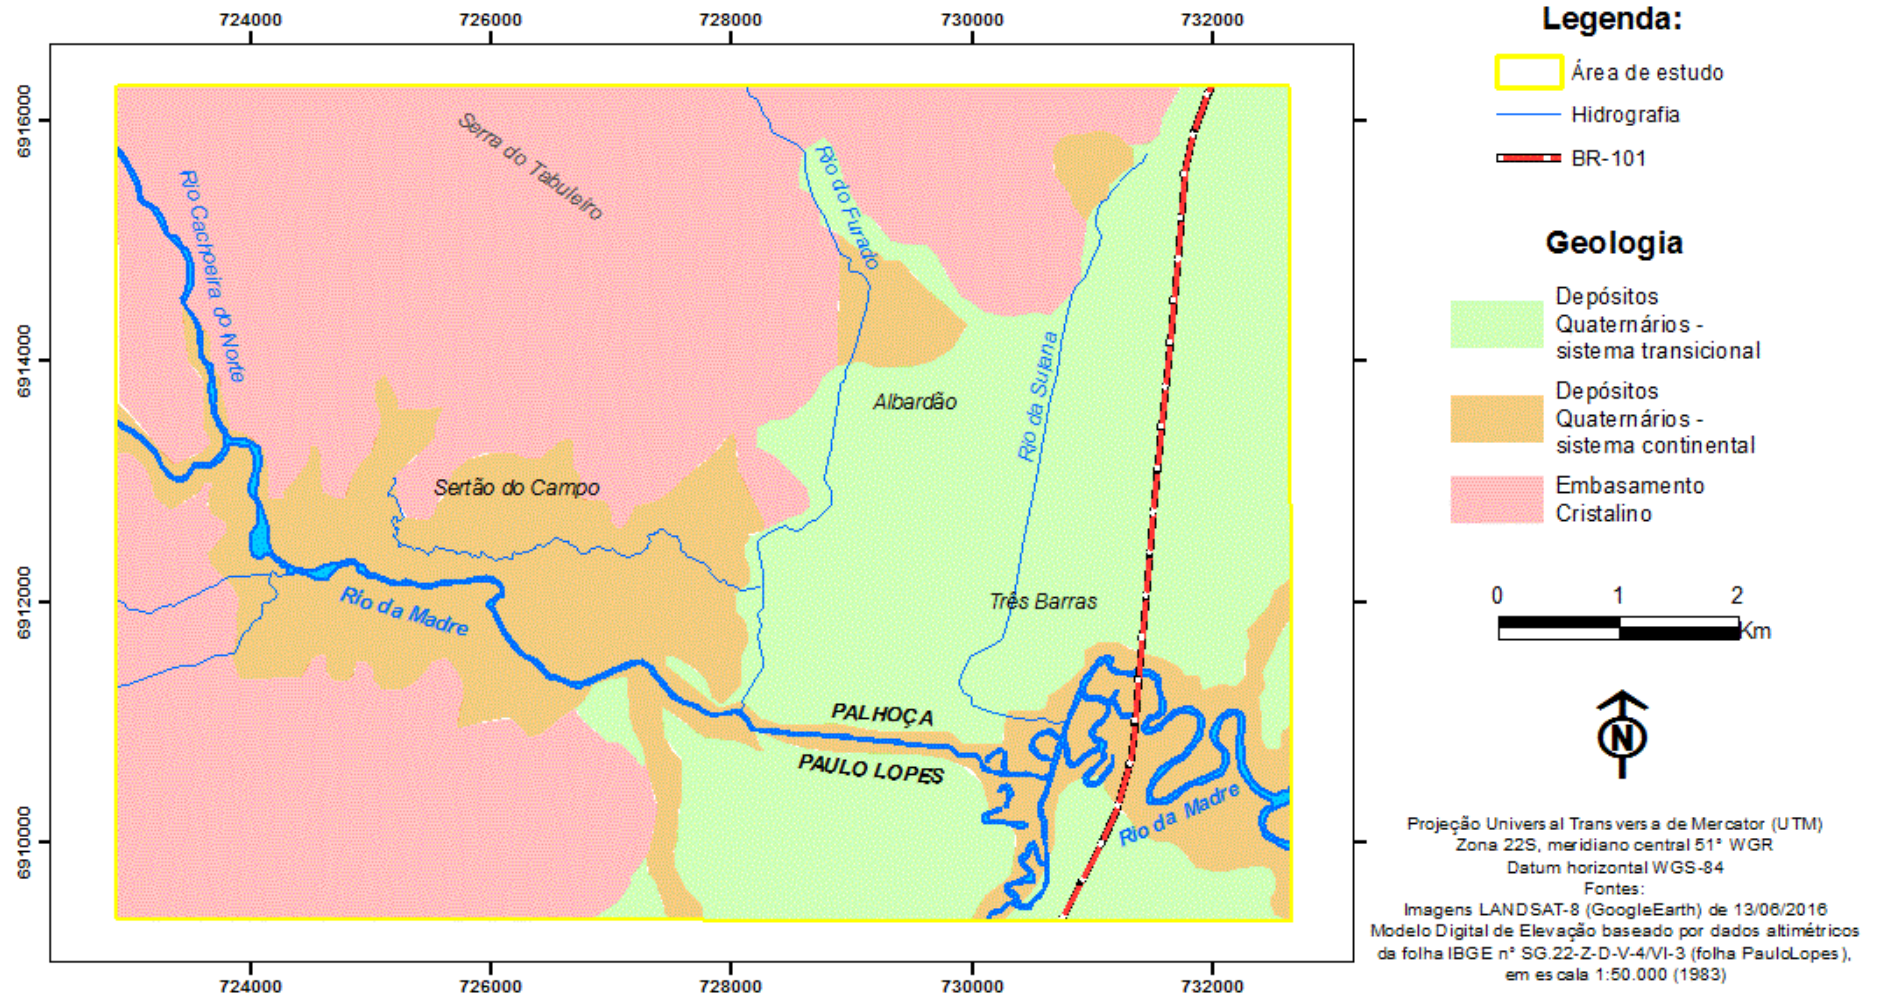 724000 726000 728000 730000 732000
6916000
6914000
6912000
6910000
Serra do Tabuleiro
Rio Cachoeira do Norte
Rio do Furado
Rio da Sulana
Albardão
Sertão do Campo
Três Barras
Rio da Madre
PALHOÇA
PAULO LOPES
Rio da Madre
724000 726000 728000 730000 732000
Legenda:
Área de estudo
Hidrografia
BR-101
Geologia
Depósitos
Quaternários -
sistema transicional
Depósitos
Quaternários -
sistema continental
Embasamento
Cristalino
0 1 2
Km
N
Projeção Universal Transversa de Mercator (UTM)
Zona 22S, meridiano central 51° WGR
Datum horizontal WGS-84
Fontes:
Imagens LANDSAT-8 (GoogleEarth) de 13/06/2016
Modelo Digital de Elevação baseado por dados altimétricos
da folha IBGE n° SG.22-Z-D-V-4/VI-3 (folha PauloLopes),
em escala 1:50.000 (1983)